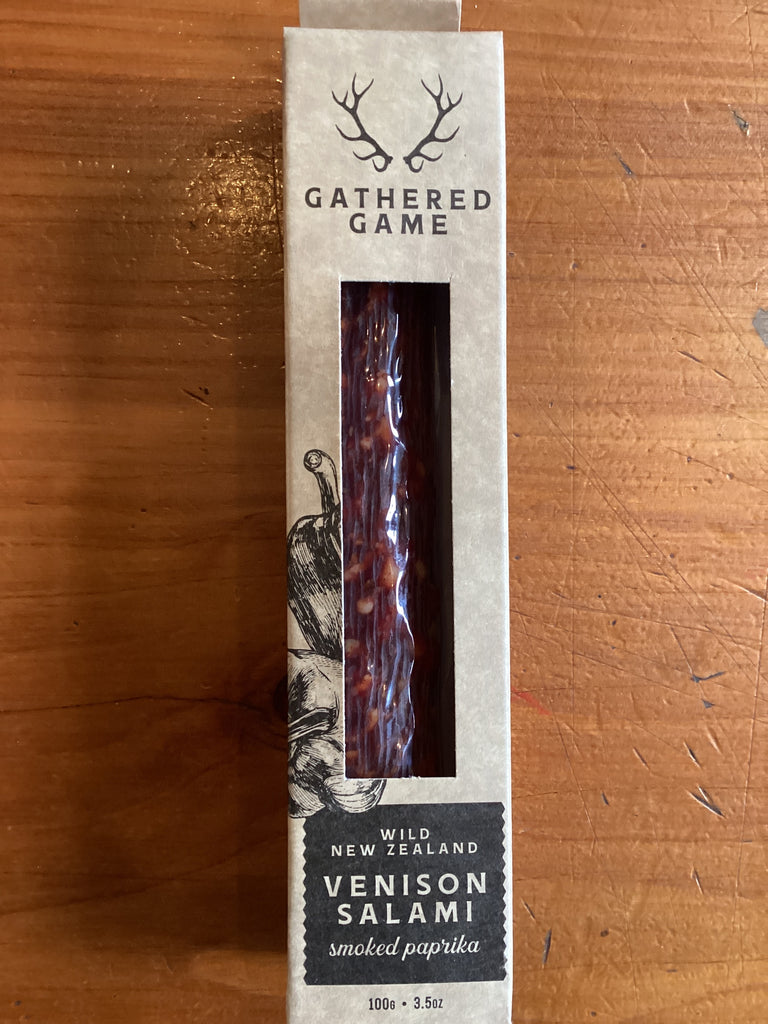 GATHERED
GAME
WILD
NEW ZEALAND
VENISON
SALAMI
smoked paprika
100G • 3.5OZ